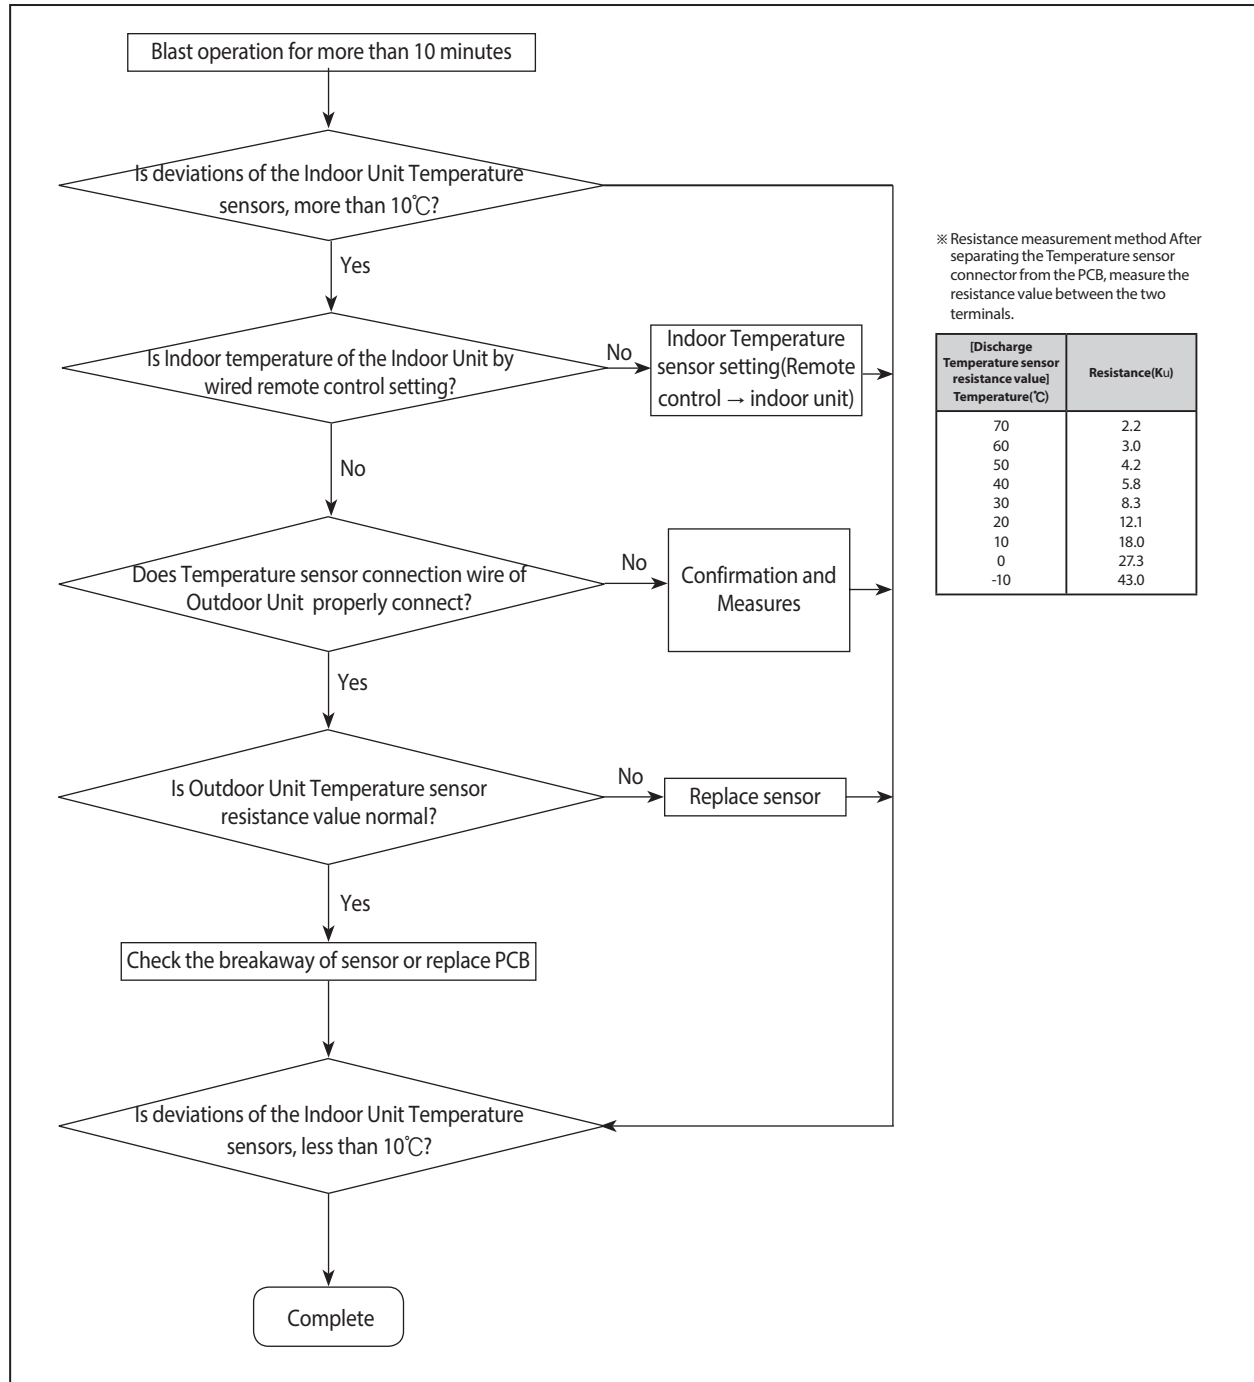 Blast operation for more than 10 minutes
Is deviations of the Indoor Unit Temperature
sensors, more than 10℃?
Yes
Is Indoor temperature of the Indoor Unit by
wired remote control setting?
No
Indoor Temperature
sensor setting(Remote
control → indoor unit)
No
Does Temperature sensor connection wire of
Outdoor Unit properly connect?
No
Confirmation and
Measures
Yes
Is Outdoor Unit Temperature sensor
resistance value normal?
No
Replace sensor
Yes
Check the breakaway of sensor or replace PCB
Is deviations of the Indoor Unit Temperature
sensors, less than 10℃?
Complete
※ Resistance measurement method After
separating the Temperature sensor
connector from the PCB, measure the
resistance value between the two
terminals.
[Discharge
Temperature sensor
resistance value]
Temperature(℃)
Resistance(Ku)
70 2.2
60 3.0
50 4.2
40 5.8
30 8.3
20 12.1
10 18.0
0 27.3
-10 43.0